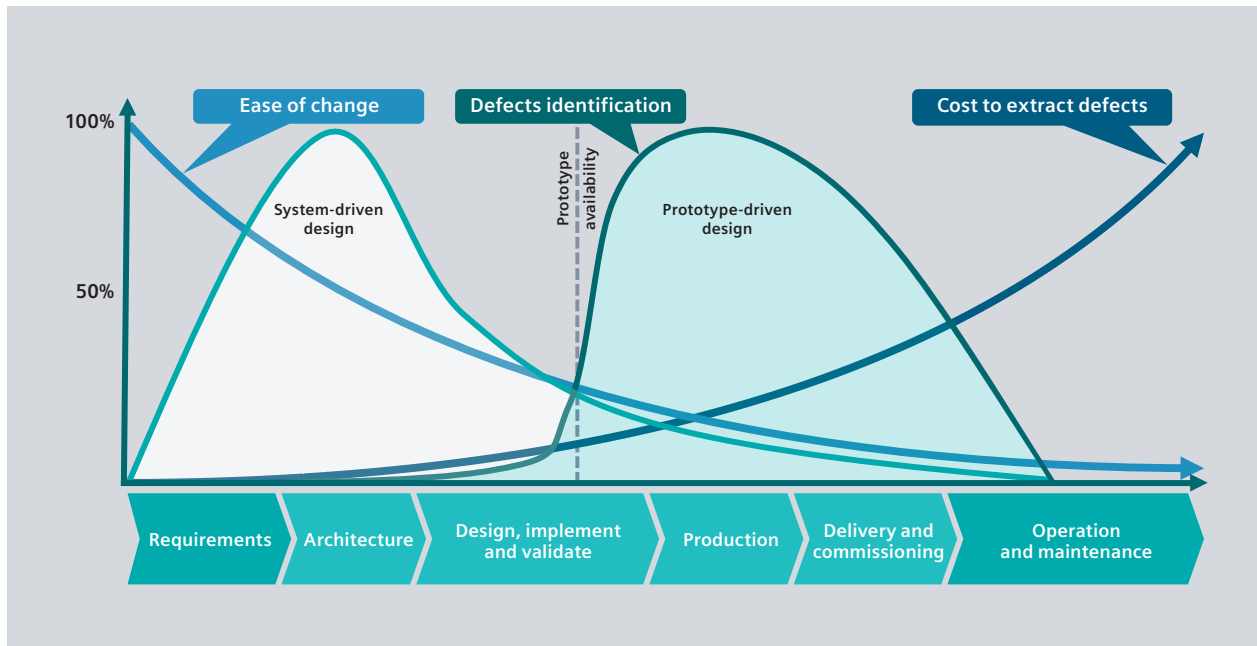 Ease of change
Defects identification
Cost to extract defects
100%
50%
System-driven
design
Prototype
availability
Prototype-driven
design
Requirements
Architecture
Design, implement
and validate
Production
Delivery and
commissioning
Operation
and maintenance